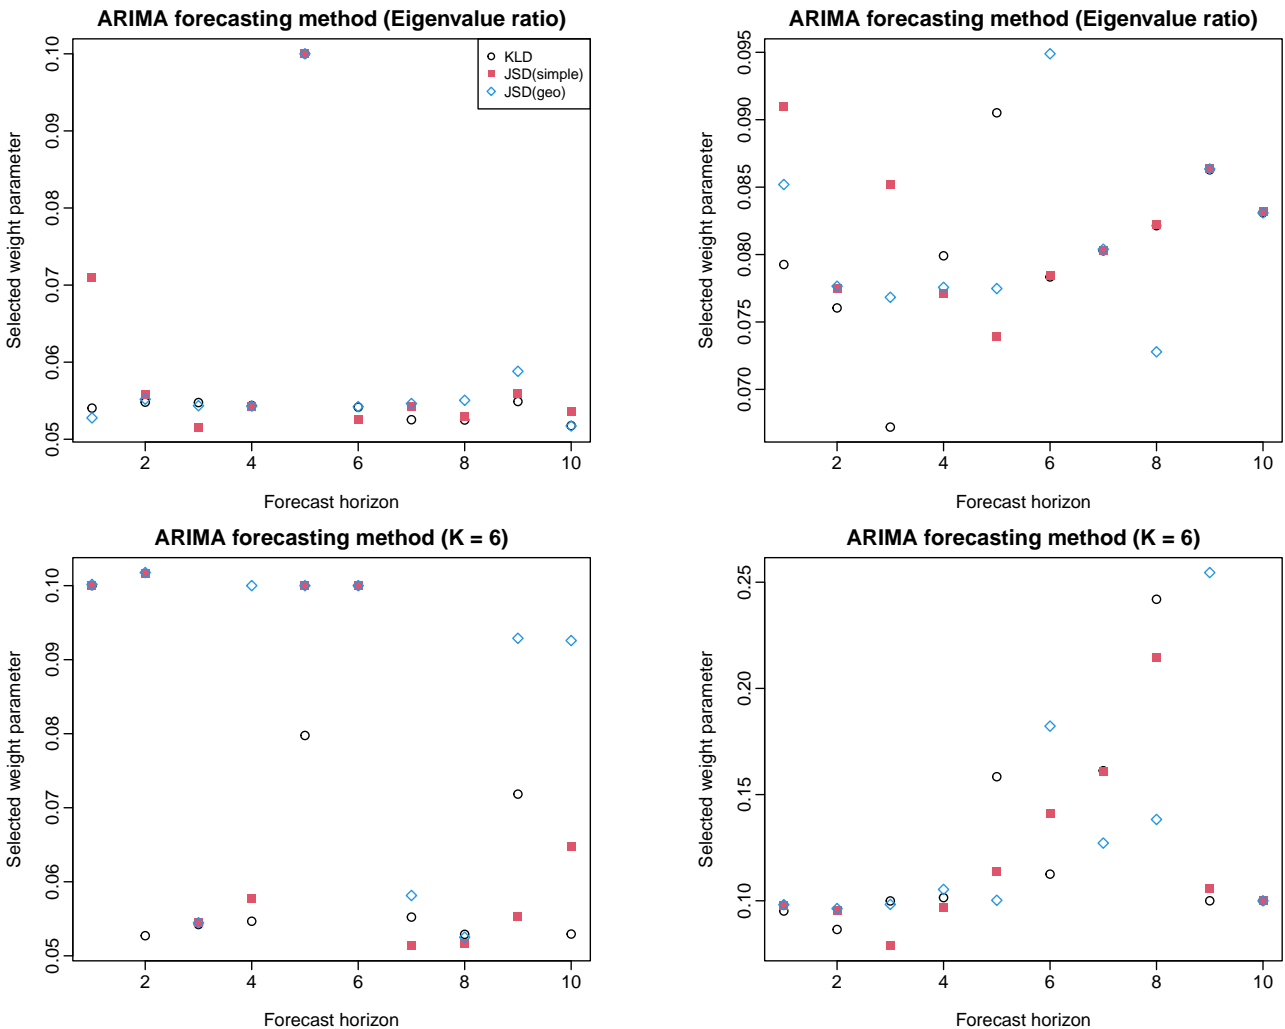 ARIMA forecasting method (Eigenvalue ratio)
Selected weight parameter
0.05 0.06 0.07 0.08 0.09 0.10
KLD
JSD(simple)
JSD(geo)
2 4 6 8 10
Forecast horizon
ARIMA forecasting method (Eigenvalue ratio)
Selected weight parameter
0.070 0.075 0.080 0.085 0.090 0.095
2 4 6 8 10
Forecast horizon
ARIMA forecasting method (K = 6)
Selected weight parameter
0.05 0.06 0.07 0.08 0.09 0.10
2 4 6 8 10
Forecast horizon
ARIMA forecasting method (K = 6)
Selected weight parameter
0.10 0.15 0.20 0.25
2 4 6 8 10
Forecast horizon